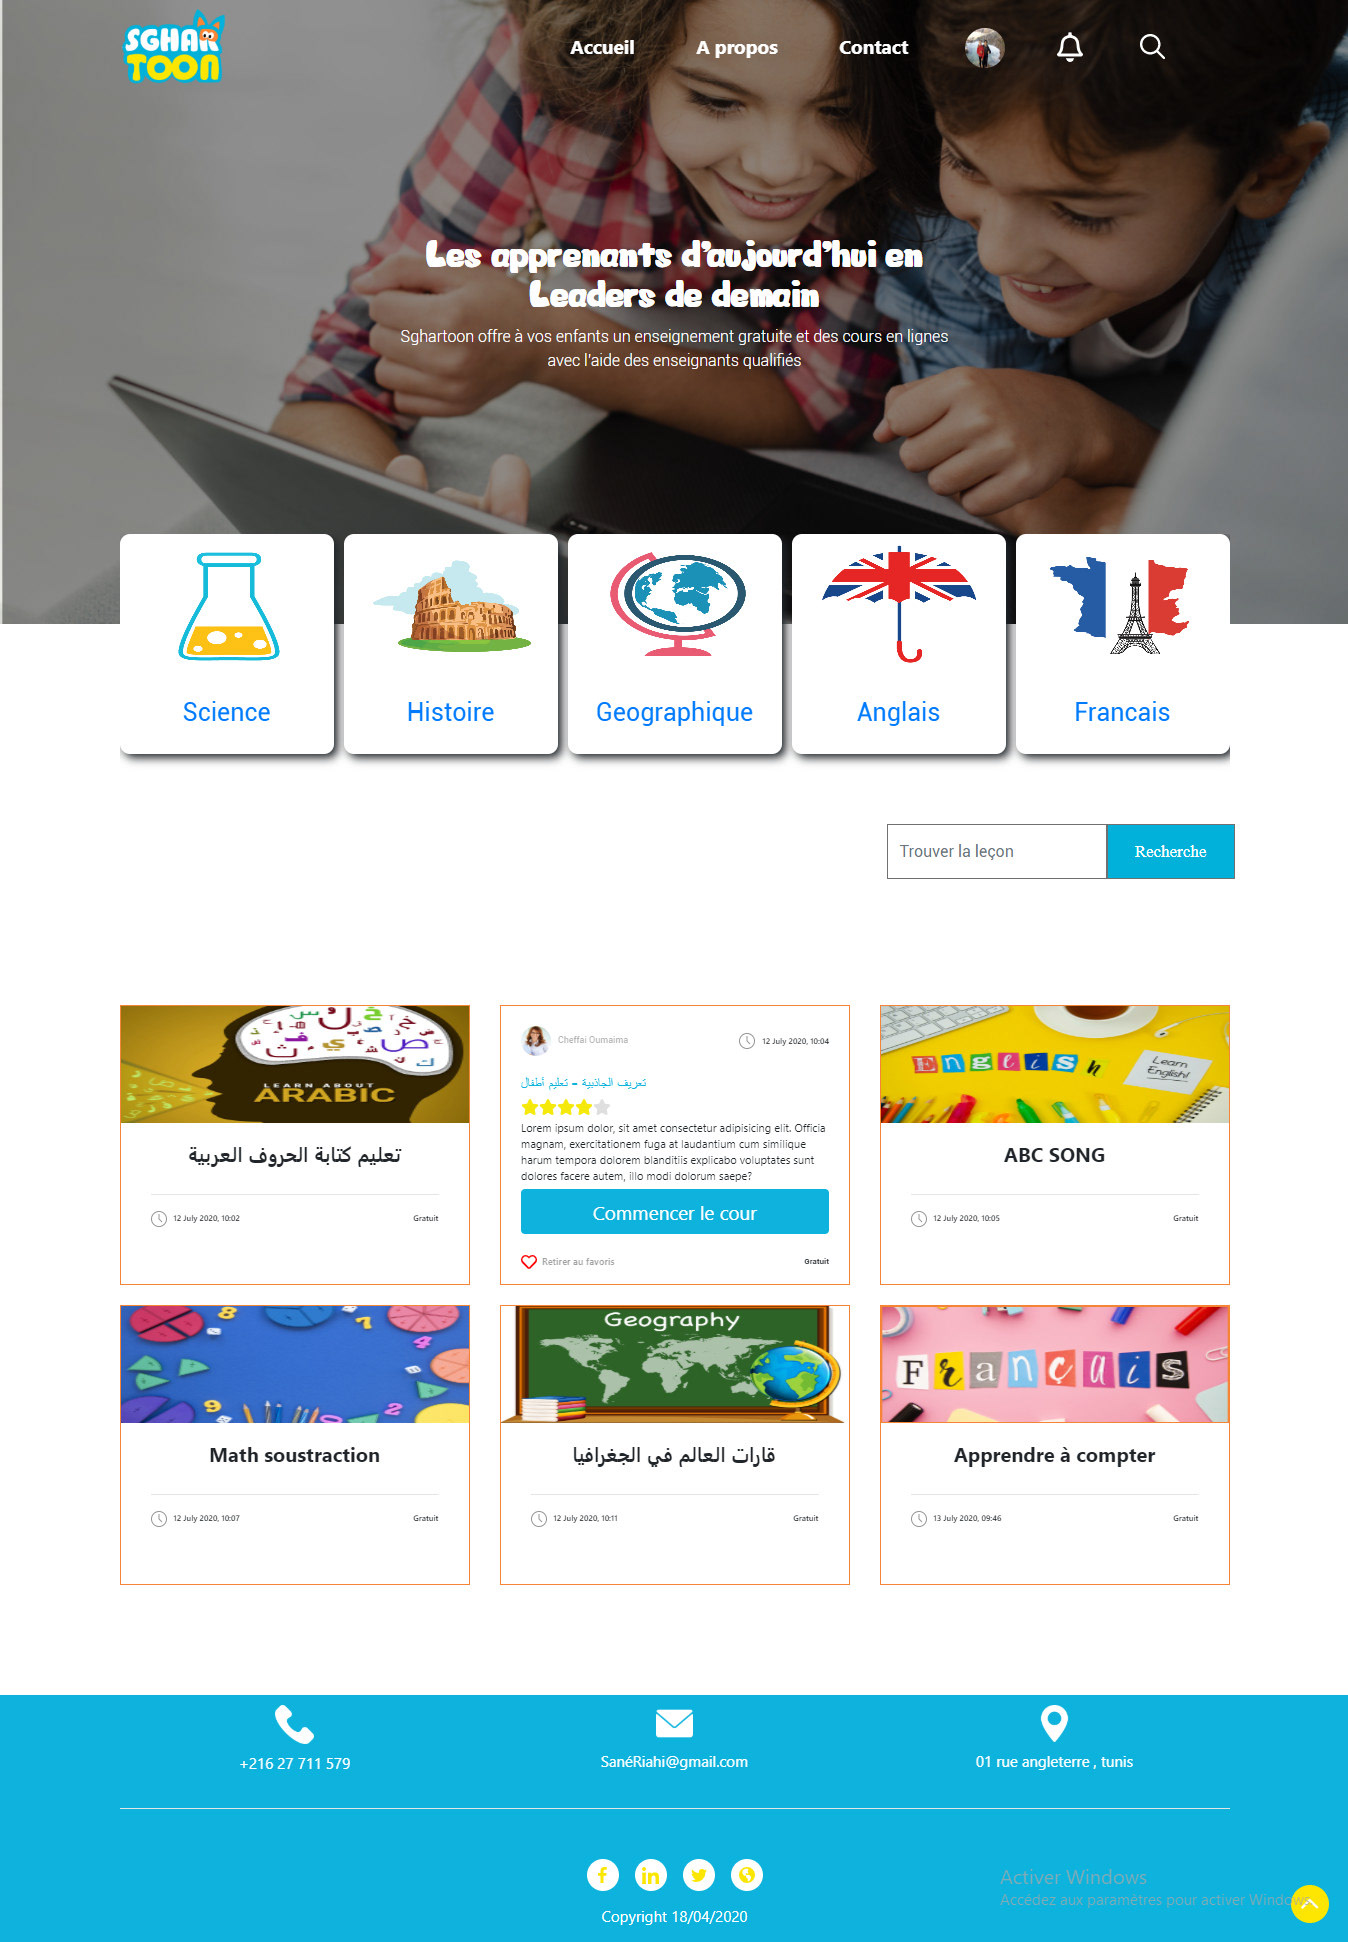 SGHAR
TOON
Accueil
A propos
Contact
Les apprenants d'aujourd'hui en
Leaders de demain
Sghartoon offre à vos enfants un enseignement gratuite et des cours en lignes
avec l'aide des enseignants qualifiés
Science
Histoire
Geographique
Anglais
Francais
Trouver la leçon
Recherche
LEARN ABOUT
ARABIC
تعليم كتابة الحروف العربية
12 July 2020, 10:02
Gratuit
Cheffai Oumaima
12 July 2020, 10:04
تعريف الجاذبية - تعليم أطفال
Lorem ipsum dolor, sit amet consectetur adipisicing elit. Officia
magnam, exercitationem fuga at laudantium cum similique
harum tempora dolorem blanditiis explicabo voluptates sunt
dolores facere autem, illo modi dolorum saepe?
Commencer le cour
Retirer au favoris
Gratuit
English
Learn
English!
ABC SONG
12 July 2020, 10:05
Gratuit
Math soustraction
12 July 2020, 10:07
Gratuit
Geography
قارات العالم في الجغرافيا
12 July 2020, 10:11
Gratuit
Français
Apprendre à compter
13 July 2020, 09:46
Gratuit
+216 27 711 579
SanéRiahi@gmail.com
01 rue angleterre , tunis
Copyright 18/04/2020
Activer Windows
Accédez aux paramètres pour activer Windows.